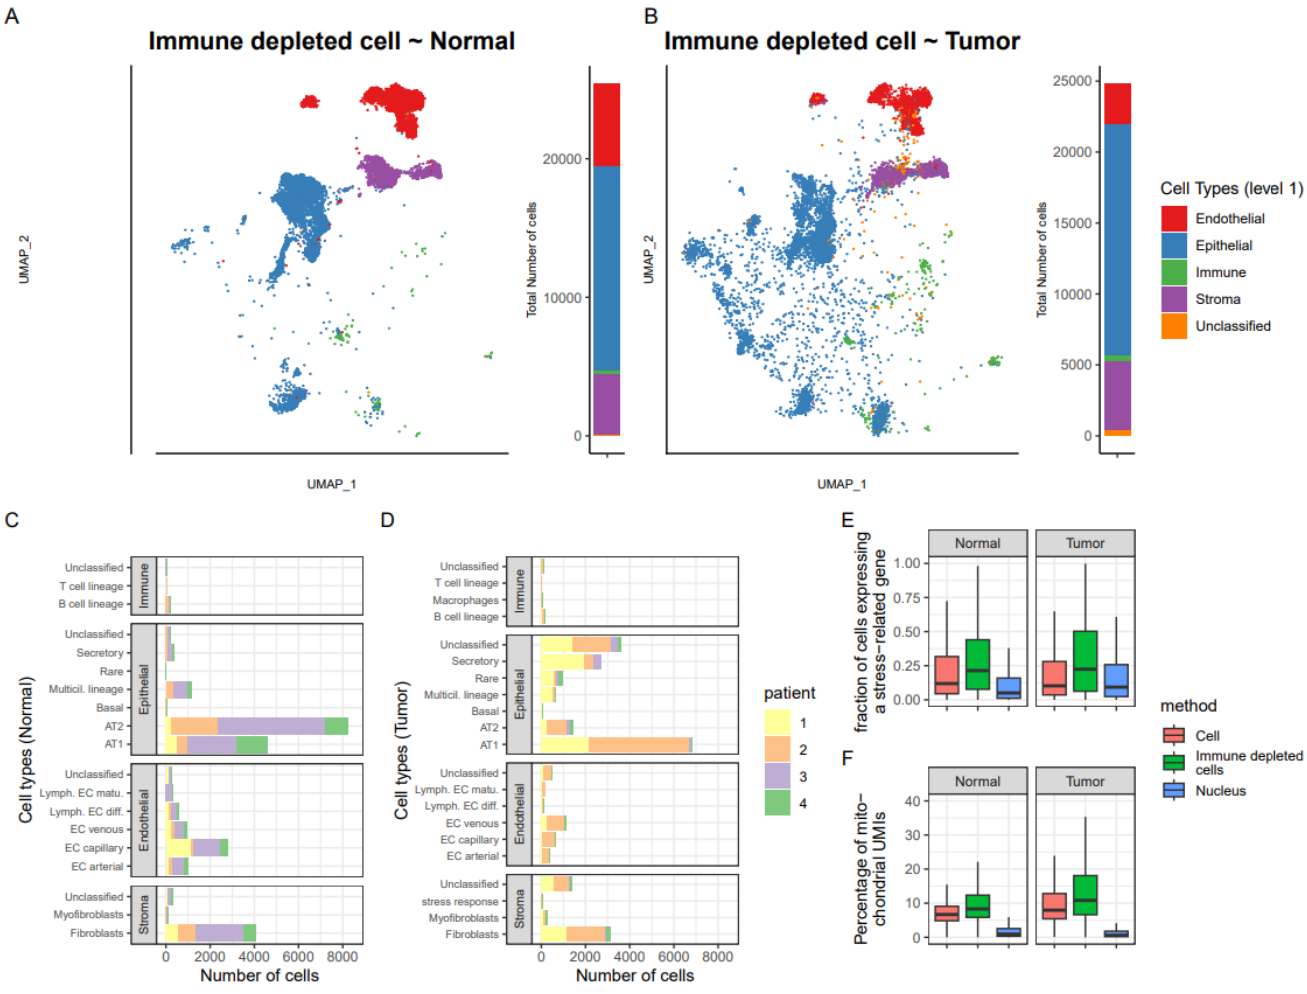 A
Immune depleted cell ~ Normal
UMAP_2
UMAP_1
Total Number of cells
20000
10000
0
B
Immune depleted cell ~ Tumor
UMAP_2
UMAP_1
Total Number of cells
25000
20000
15000
10000
5000
0
Cell Types (level 1)
Endothelial
Epithelial
Immune
Stroma
Unclassified
C
Cell types (Normal)
Unclassified
T cell lineage
B cell lineage
Immune
Unclassified
Secretory
Rare
Multicil. lineage
Basal
AT2
AT1
Epithelial
Unclassified
Lymph. EC matu.
Lymph. EC diff.
EC venous
EC capillary
EC arterial
Endothelial
Unclassified
Myofibroblasts
Fibroblasts
Stroma
0 2000 4000 6000 8000
Number of cells
D
Cell types (Tumor)
Unclassified
T cell lineage
Macrophages
B cell lineage
Immune
Unclassified
Secretory
Rare
Multicil. lineage
Basal
AT2
AT1
Epithelial
Unclassified
Lymph. EC matu.
Lymph. EC diff.
EC venous
EC capillary
EC arterial
Endothelial
Unclassified
stress response
Myofibroblasts
Fibroblasts
Stroma
0 2000 4000 6000 8000
Number of cells
patient
1
2
3
4
E
fraction of cells expressing
a stress−related gene
Normal
Tumor
1.00
0.75
0.50
0.25
0.00
F
Percentage of mito−
chondrial UMIs
Normal
Tumor
40
30
20
10
0
method
Cell
Immune depleted
cells
Nucleus